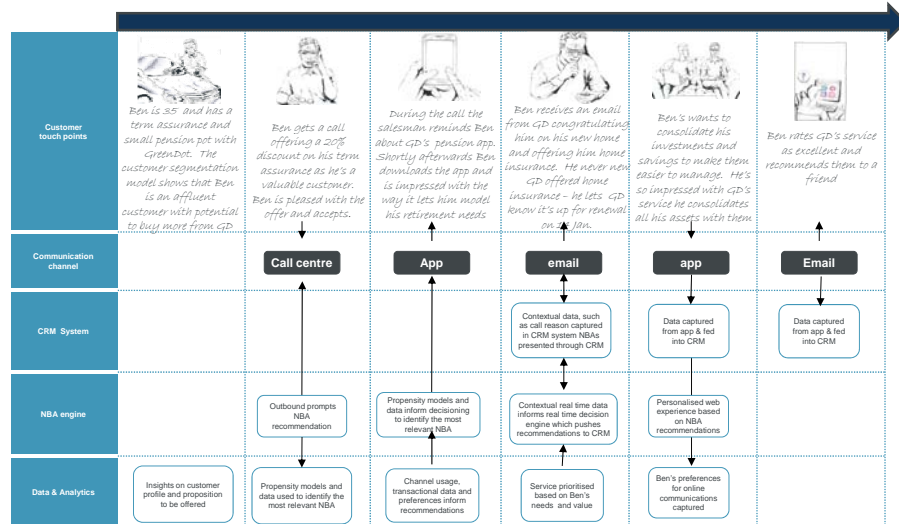 Customer
touch points
Ben is 35 and has a
term assurance and
small pension pot with
GreenDot. The
customer segmentation
model shows that Ben
is an affluent
customer with potential
to buy more from GD
Ben gets a call
offering a 20%
discount on his term
assurance as he's a
valuable customer.
Ben is pleased with the
offer and accepts.
During the call the
salesman reminds Ben
about GD's pension app.
Shortly afterwards Ben
downloads the app and
is impressed with the
way it lets him model
his retirement needs
Ben receives an email
from GD congratulating
him on his new home
and offering him home
insurance. He never new
GD offered home
insurance – he lets GD
know it's up for renewal
on 1st Jan.
Ben's wants to
consolidate his
investments and
savings to make them
easier to manage. He's
so impressed with GD's
service he consolidates
all his assets with them
Ben rates GD's service
as excellent and
recommends them to a
friend
Communication
channel
Call centre
App
email
app
Email
CRM System
Contextual data, such
as call reason captured
in CRM system NBAs
presented through CRM
Data captured
from app & fed
into CRM
Data captured
from app & fed
into CRM
NBA engine
Outbound prompts
NBA
recommendation
Propensity models and
data inform decisioning
to identify the most
relevant NBA
Contextual real time data
informs real time decision
engine which pushes
recommendations to CRM
Personalised web
experience based on
NBA
recommendations
Data & Analytics
Insights on customer
profile and proposition
to be offered
Propensity models and
data used to identify the
most relevant NBA
Channel usage,
transactional data and
preferences inform
recommendations
Service prioritised
based on Ben's
needs and value
Ben's preferences
for online
communications
captured